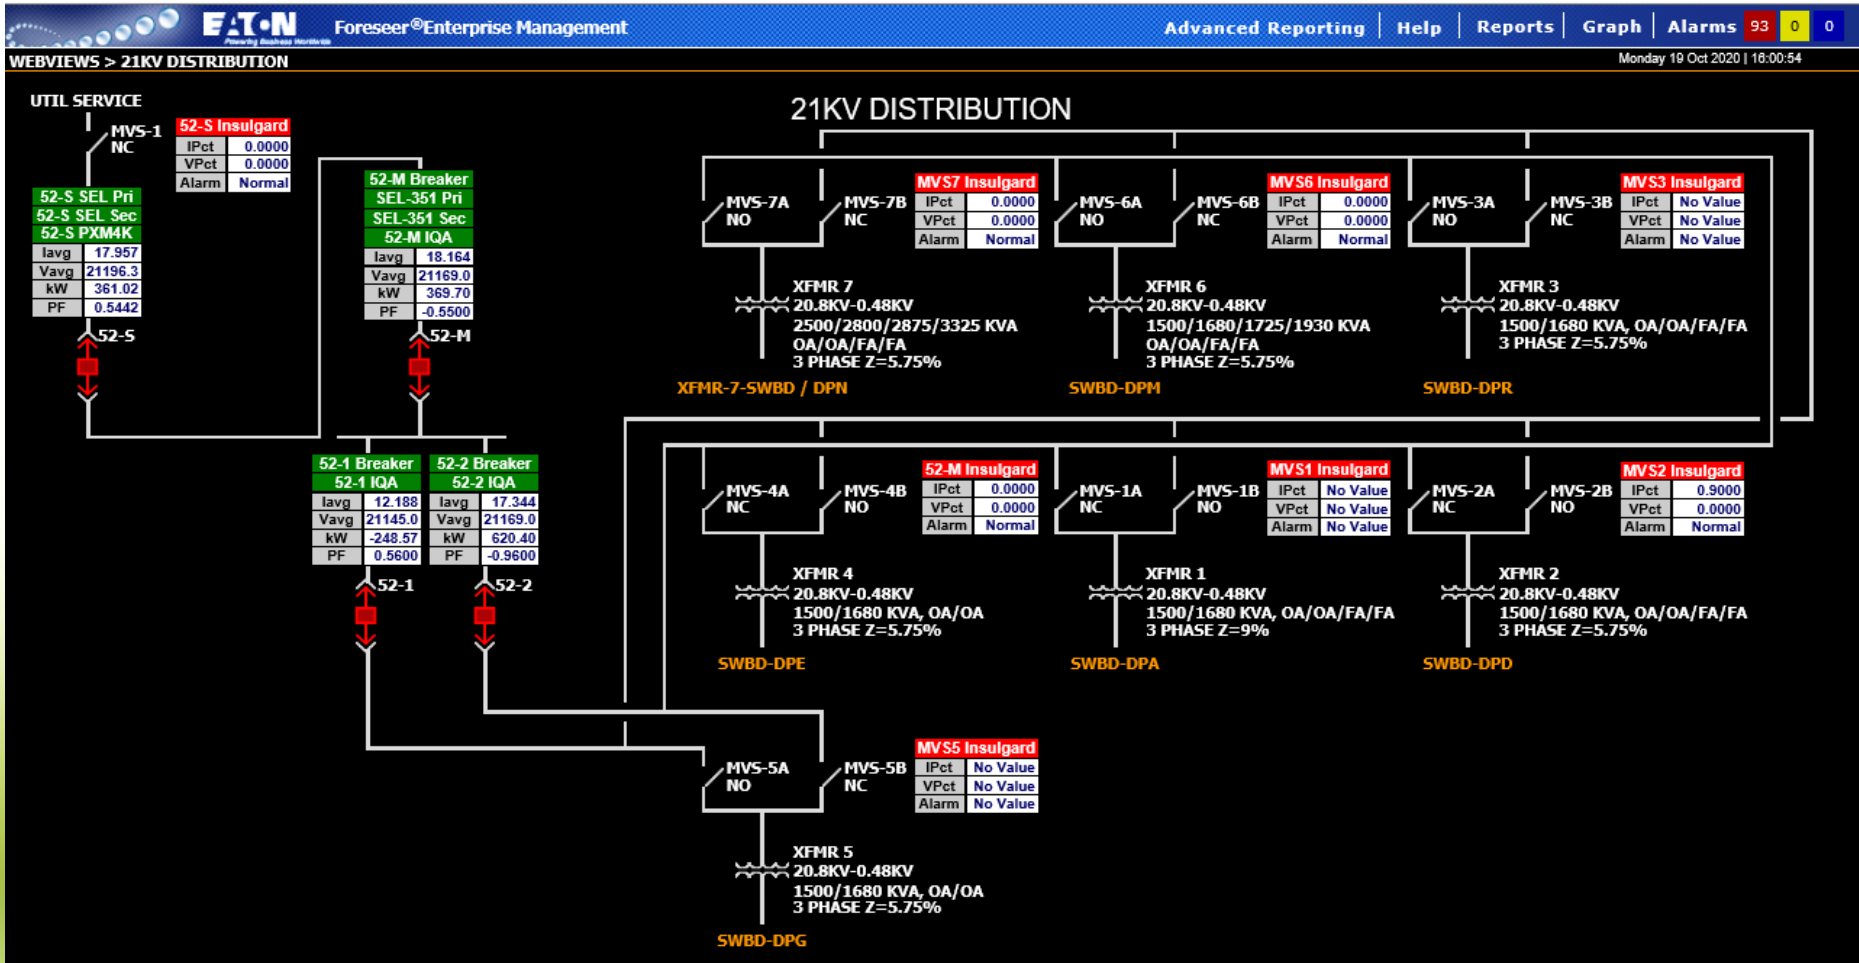 EATON
Powering Business Worldwide
Foreseer®Enterprise Management
Advanced Reporting | Help | Reports | Graph | Alarms 93 0 0
WEBVIEWS > 21KV DISTRIBUTION
Monday 19 Oct 2020 | 16:00:54
21KV DISTRIBUTION
UTIL SERVICE
MVS-1
NC
52-S Insulgard
IPct 0.0000
VPct 0.0000
Alarm Normal
52-S SEL Pri
52-S SEL Sec
52-S PXM4K
Iavg 17.957
Vavg 21196.3
kW 361.02
PF 0.5442
52-S
52-M Breaker
SEL-351 Pri
SEL-351 Sec
52-M IQA
Iavg 18.164
Vavg 21169.0
kW 369.70
PF -0.5500
52-M
52-1 Breaker
52-1 IQA
Iavg 12.188
Vavg 21145.0
kW -248.57
PF 0.5600
52-1
52-2 Breaker
52-2 IQA
Iavg 17.344
Vavg 21169.0
kW 620.40
PF -0.9600
52-2
MVS-7A
NO
MVS-7B
NC
MVS7 Insulgard
IPct 0.0000
VPct 0.0000
Alarm Normal
XFMR 7
20.8KV-0.48KV
2500/2800/2875/3325 KVA
OA/OA/FA/FA
3 PHASE Z=5.75%
XFMR-7-SWBD / DPN
MVS-6A
NO
MVS-6B
NC
MVS6 Insulgard
IPct 0.0000
VPct 0.0000
Alarm Normal
XFMR 6
20.8KV-0.48KV
1500/1680/1725/1930 KVA
OA/OA/FA/FA
3 PHASE Z=5.75%
SWBD-DPM
MVS-3A
NO
MVS-3B
NC
MVS3 Insulgard
IPct No Value
VPct No Value
Alarm No Value
XFMR 3
20.8KV-0.48KV
1500/1680 KVA, OA/OA/FA/FA
3 PHASE Z=5.75%
SWBD-DPR
MVS-4A
NC
MVS-4B
NO
52-M Insulgard
IPct 0.0000
VPct 0.0000
Alarm Normal
XFMR 4
20.8KV-0.48KV
1500/1680 KVA, OA/OA
3 PHASE Z=5.75%
SWBD-DPE
MVS-1A
NC
MVS-1B
NO
MVS1 Insulgard
IPct No Value
VPct No Value
Alarm No Value
XFMR 1
20.8KV-0.48KV
1500/1680 KVA, OA/OA/FA/FA
3 PHASE Z=9%
SWBD-DPA
MVS-2A
NC
MVS-2B
NO
MVS2 Insulgard
IPct 0.9000
VPct 0.0000
Alarm Normal
XFMR 2
20.8KV-0.48KV
1500/1680 KVA, OA/OA/FA/FA
3 PHASE Z=5.75%
SWBD-DPD
MVS-5A
NO
MVS-5B
NC
MVS5 Insulgard
IPct No Value
VPct No Value
Alarm No Value
XFMR 5
20.8KV-0.48KV
1500/1680 KVA, OA/OA
3 PHASE Z=5.75%
SWBD-DPG